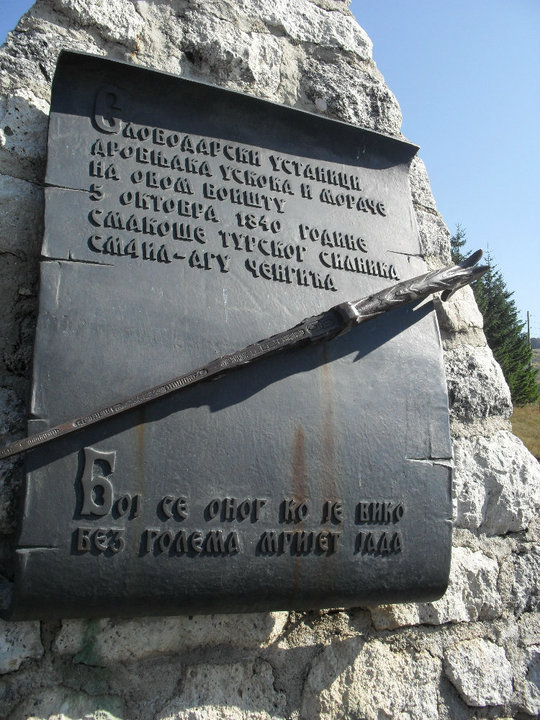 Слободарски устаници
Дробњака Ускока и Мораче
на овом боишту
5 октобра 1840 године
смакоше турског силника
Смаил-агу Ченгића
Бој се оног ко је вико
без голема мријет јада